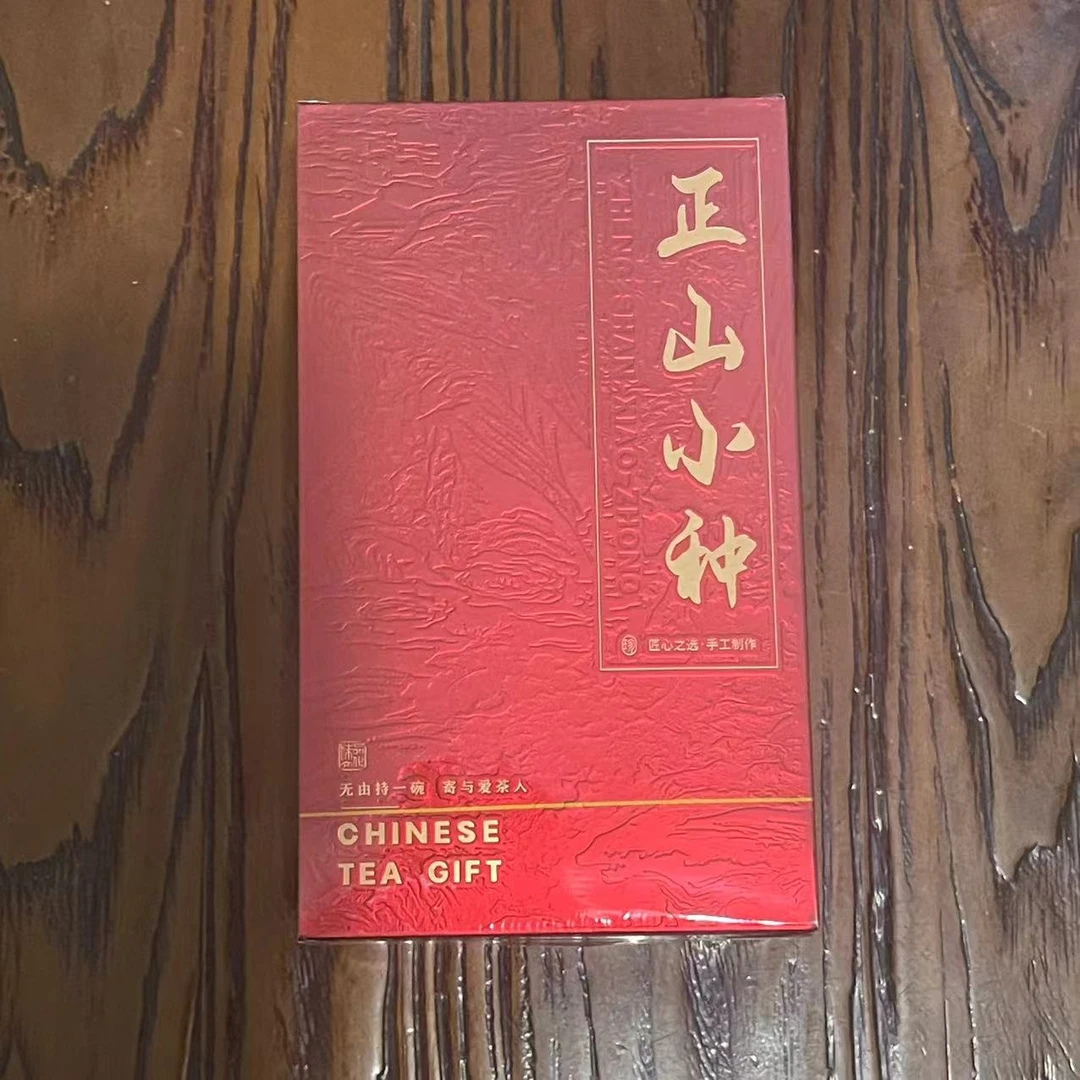 正山小种
ZHENG SHAN XIAO ZHONG
匠心之选·手工制作
无由持一碗 寄与爱茶人
CHINESE
TEA GIFT